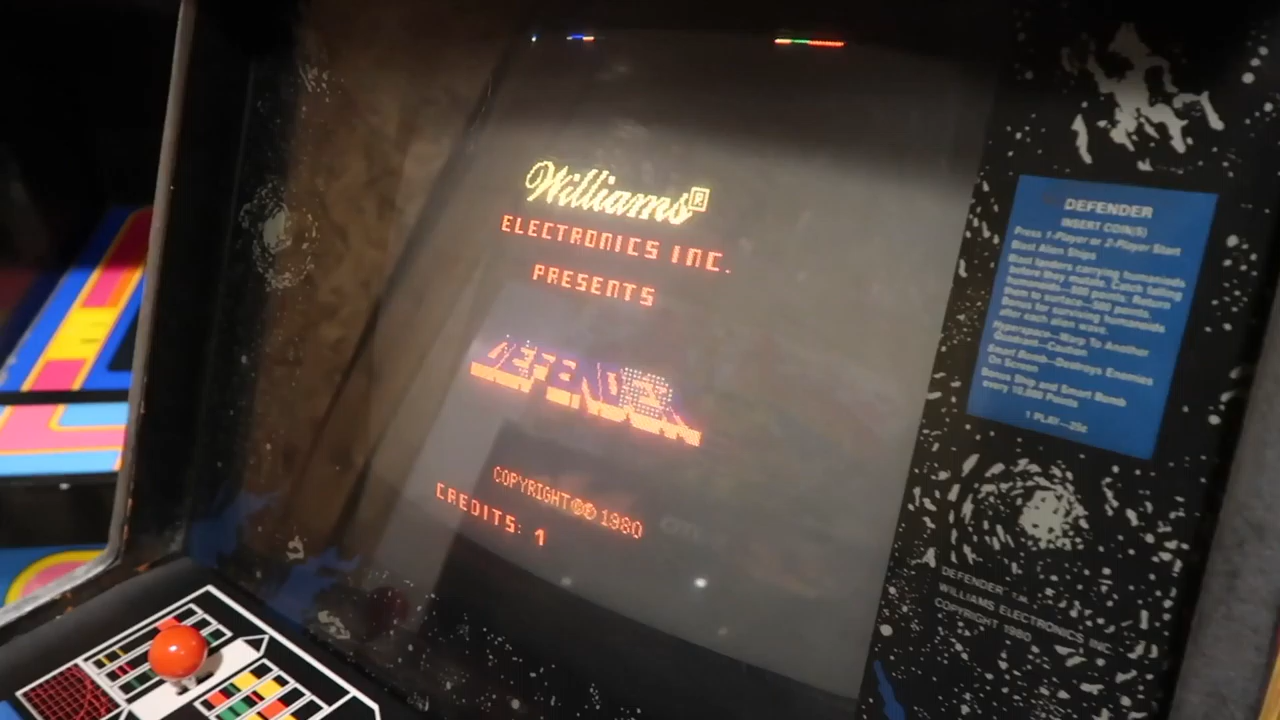 Williams®
ELECTRONICS INC.
PRESENTS
DEFENDER
COPYRIGHT © 1980
CREDITS: 1
DEFENDER
INSERT COIN(S)
Press 1-Player or 2-Player Start
Blast Alien Ships
Blast landers carrying humanoids
before they mutate. Catch falling
humanoids—500 points: Return
them to surface—500 points.
Bonus for surviving humanoids
after each alien wave.
Hyperspace—Warp To Another
Quadrant—Caution
Smart Bomb—Destroys Enemies
On Screen
Bonus Ship and Smart Bomb
every 10,000 Points
1 PLAY—25¢
DEFENDER™
WILLIAMS ELECTRONICS INC.
COPYRIGHT 1980